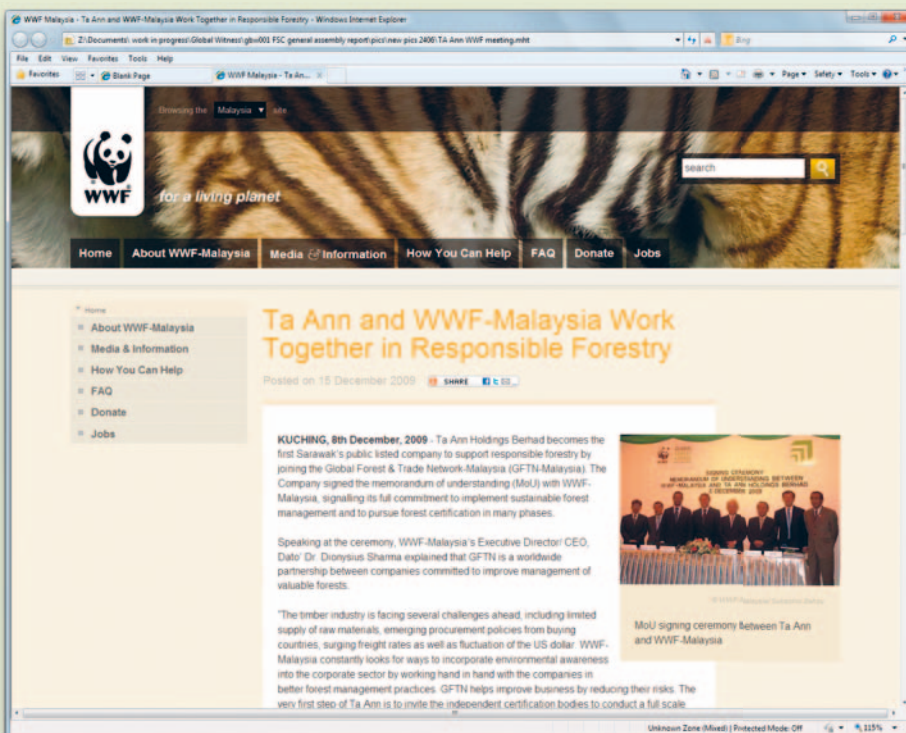 WWF Malaysia - Ta Ann and WWF-Malaysia Work Together in Responsible Forestry - Windows Internet Explorer
Z:\Documents\ work in progress\Global Witness\gbw001 FSC general assembly report\pics\new pics 2406\TA Ann WWF meeting.mht
Bing
File Edit View Favorites Tools Help
Favorites
Blank Page
WWF Malaysia - Ta An...
Page Safety Tools
Browsing the Malaysia site
WWF
for a living planet
search
Home About WWF-Malaysia Media & Information How You Can Help FAQ Donate Jobs
Home
About WWF-Malaysia
Media & Information
How You Can Help
FAQ
Donate
Jobs
Ta Ann and WWF-Malaysia Work
Together in Responsible Forestry
Posted on 15 December 2009
SHARE
KUCHING, 8th December, 2009 - Ta Ann Holdings Berhad becomes the
first Sarawak's public listed company to support responsible forestry by
joining the Global Forest & Trade Network-Malaysia (GFTN-Malaysia). The
Company signed the memorandum of understanding (MoU) with WWF-
Malaysia, signalling its full commitment to implement sustainable forest
management and to pursue forest certification in many phases.
Speaking at the ceremony, WWF-Malaysia's Executive Director/ CEO,
Dato' Dr. Dionysius Sharma explained that GFTN is a worldwide
partnership between companies committed to improve management of
valuable forests.
"The timber industry is facing several challenges ahead, including limited
supply of raw materials, emerging procurement policies from buying
countries, surging freight rates as well as fluctuation of the US dollar. WWF-
Malaysia constantly looks for ways to incorporate environmental awareness
into the corporate sector by working hand in hand with the companies in
better forest management practices. GFTN helps improve business by reducing their risks. The
very first step of Ta Ann is to invite the independent certification bodies to conduct a full scale
SIGNING CEREMONY
MEMORANDUM OF UNDERSTANDING BETWEEN
WWF-MALAYSIA AND TA ANN HOLDINGS BERHAD
DECEMBER 2009
MoU signing ceremony between Ta Ann
and WWF-Malaysia
Unknown Zone (Mixed) | Protected Mode: Off
115%